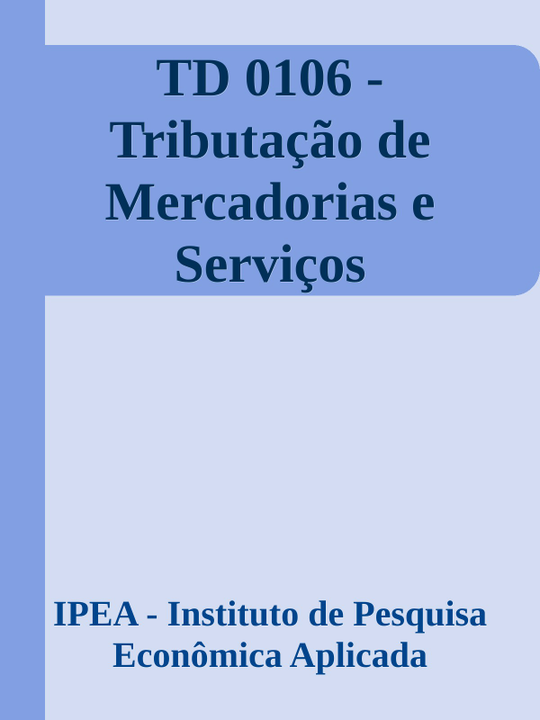 TD 0106 -
Tributação de
Mercadorias e
Serviços
IPEA - Instituto de Pesquisa
Econômica Aplicada